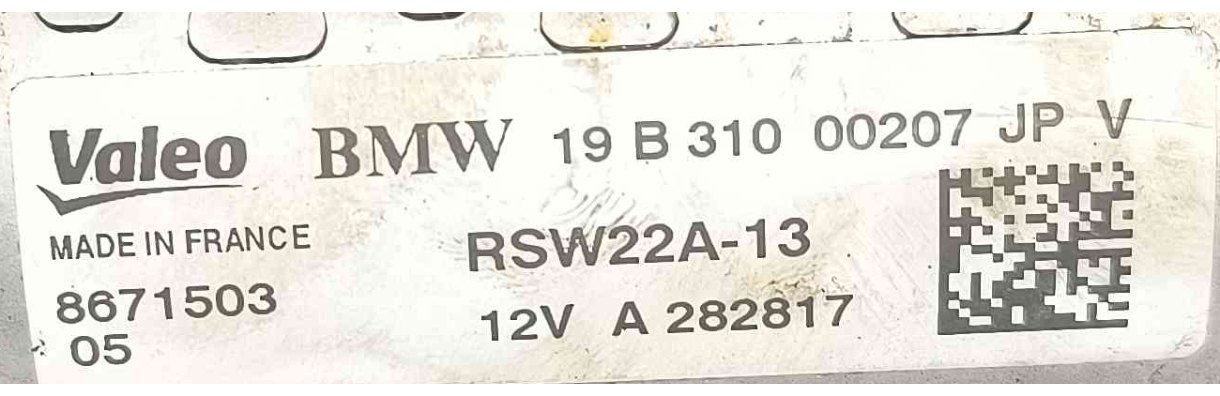 Valeo BMW 19 B 310 00207 JP V
MADE IN FRANCE
RSW22A-13
8671503
12V A 282817
05